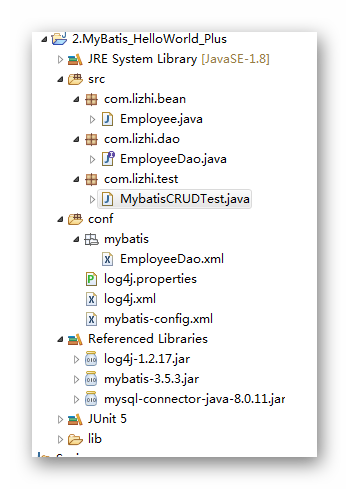 2.MyBatis_HelloWorld_Plus
JRE System Library [JavaSE-1.8]
src
com.lizhi.bean
Employee.java
com.lizhi.dao
EmployeeDao.java
com.lizhi.test
MybatisCRUDTest.java
conf
mybatis
EmployeeDao.xml
log4j.properties
log4j.xml
mybatis-config.xml
Referenced Libraries
log4j-1.2.17.jar
mybatis-3.5.3.jar
mysql-connector-java-8.0.11.jar
JUnit 5
lib